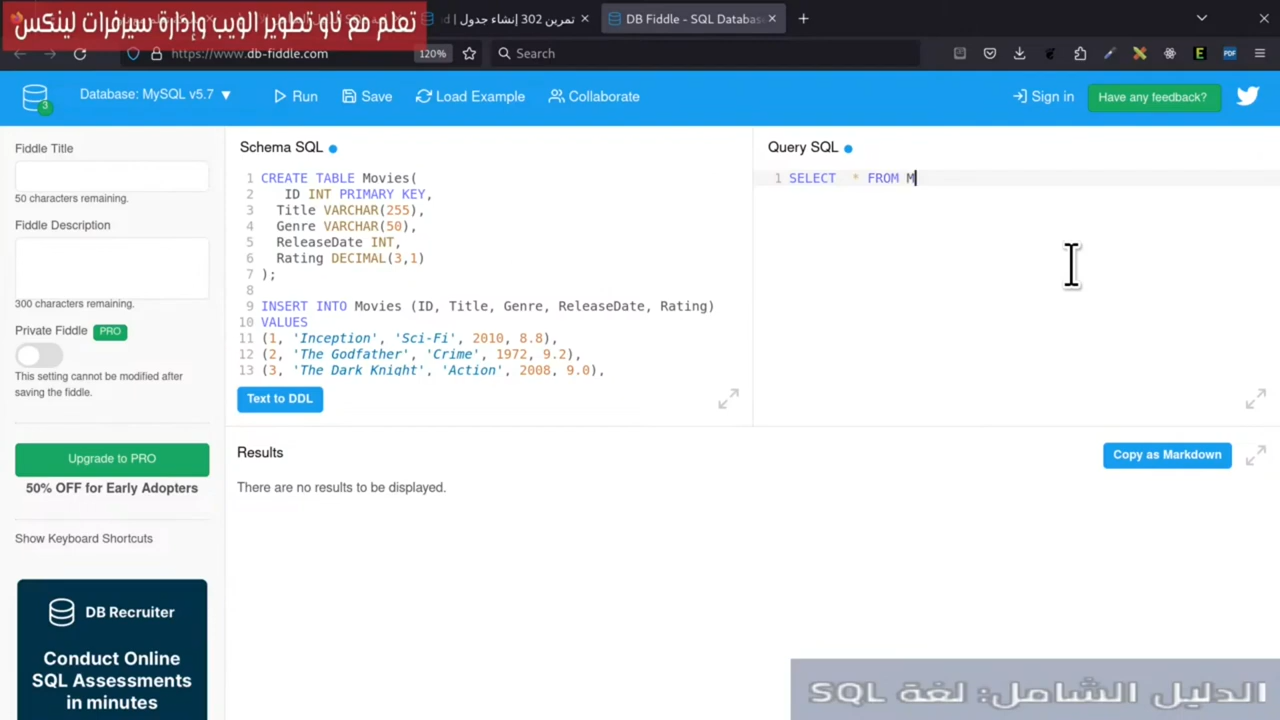 تعلم مع ناو تطوير الويب وإدارة سيرفرات لينكس
تمرين 302 إنشاء جدول
DB Fiddle - SQL Databas
https://www.db-fiddle.com
120%
Search
PDF
3
Database: MySQL v5.7
Run
Save
Load Example
Collaborate
Sign in
Have any feedback?
Fiddle Title
50 characters remaining.
Fiddle Description
300 characters remaining.
Private Fiddle PRO
This setting cannot be modified after
saving the fiddle.
Upgrade to PRO
50% OFF for Early Adopters
Show Keyboard Shortcuts
DB Recruiter
Conduct Online
SQL Assessments
in minutes
Schema SQL
1 CREATE TABLE Movies(
2 ID INT PRIMARY KEY,
3 Title VARCHAR(255),
4 Genre VARCHAR(50),
5 ReleaseDate INT,
6 Rating DECIMAL(3,1)
7 );
8
9 INSERT INTO Movies (ID, Title, Genre, ReleaseDate, Rating)
10 VALUES
11 (1, 'Inception', 'Sci-Fi', 2010, 8.8),
12 (2, 'The Godfather', 'Crime', 1972, 9.2),
13 (3, 'The Dark Knight', 'Action', 2008, 9.0),
Text to DDL
Query SQL
1 SELECT * FROM M
Results
Copy as Markdown
There are no results to be displayed.
الدليل الشامل: لغة SQL